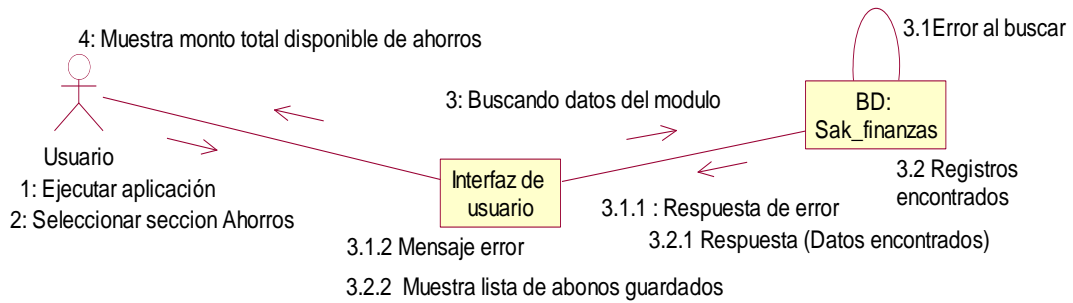 4: Muestra monto total disponible de ahorros
3.1Error al buscar
3: Buscando datos del modulo
BD:
Sak_finanzas
Usuario
1: Ejecutar aplicación
2: Seleccionar seccion Ahorros
Interfaz de
usuario
3.2 Registros
encontrados
3.1.1 : Respuesta de error
3.2.1 Respuesta (Datos encontrados)
3.1.2 Mensaje error
3.2.2 Muestra lista de abonos guardados